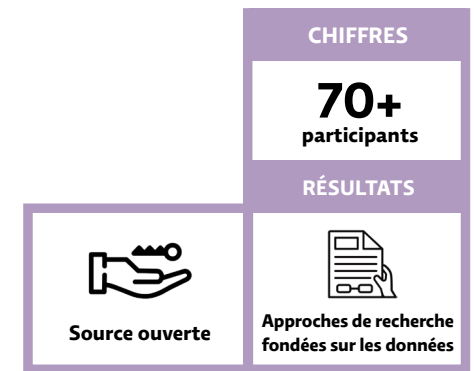 CHIFFRES
70+
participants
RÉSULTATS
Source ouverte
Approches de recherche
fondées sur les données